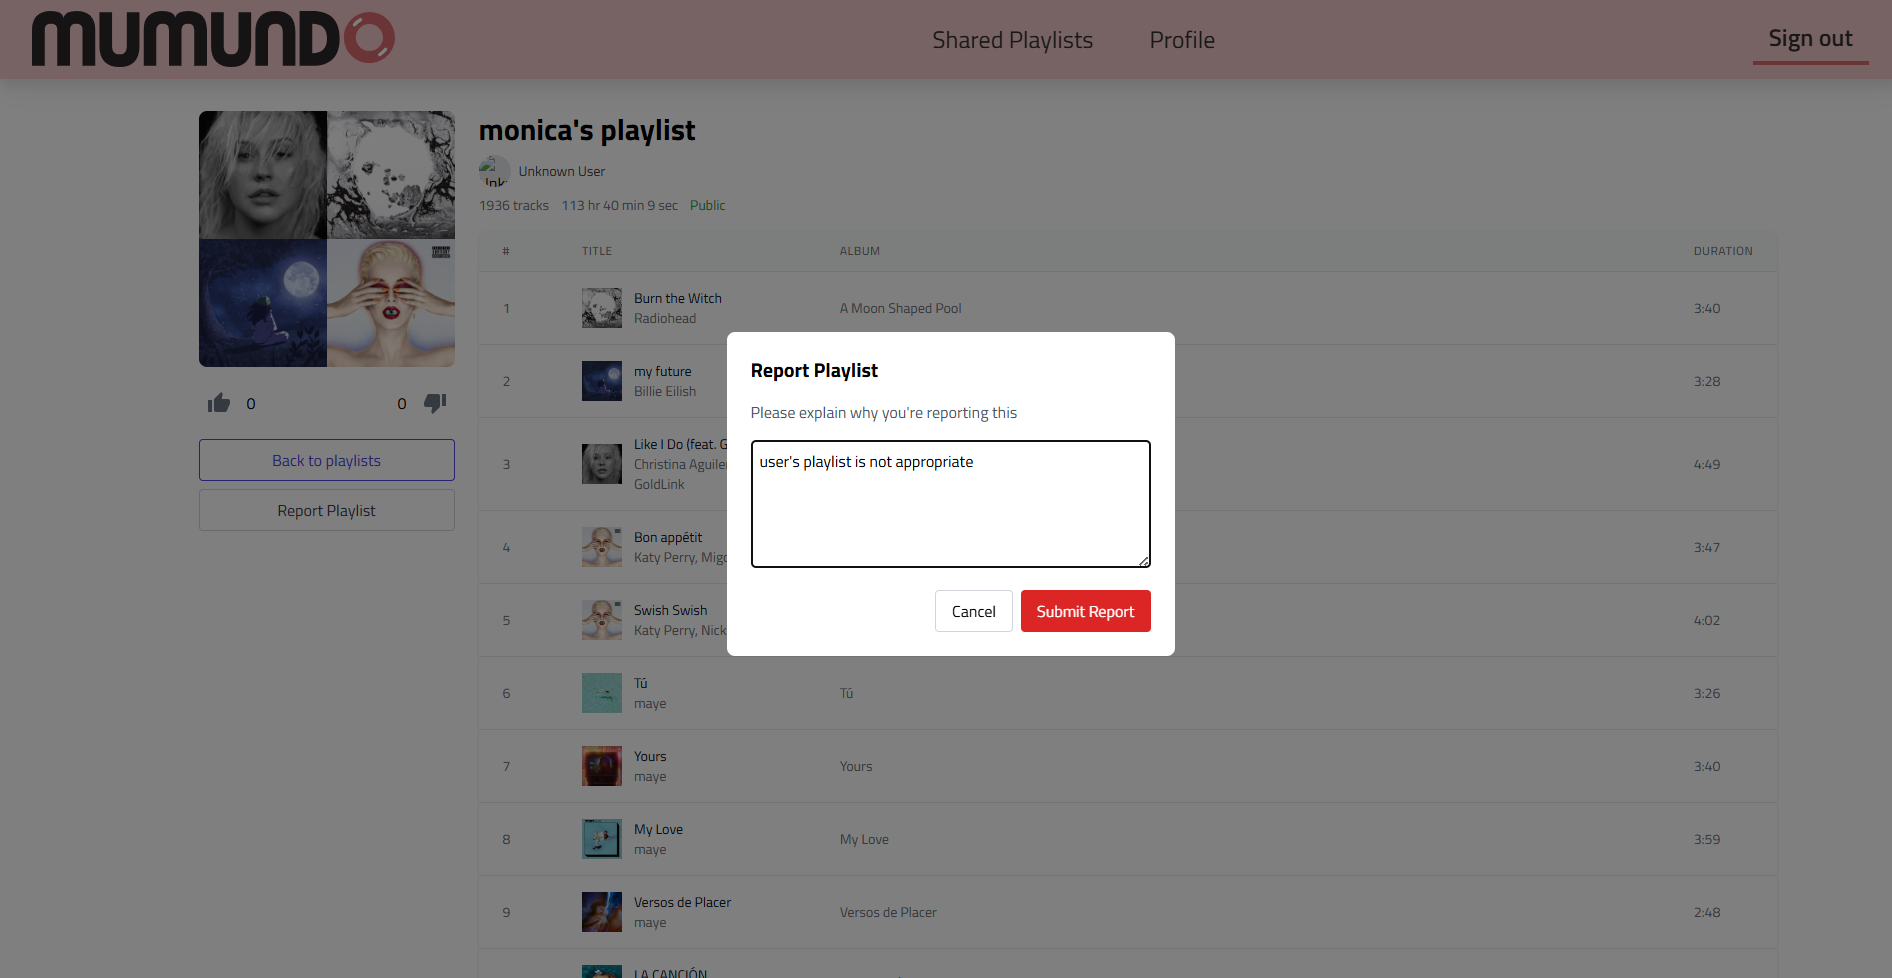 mumundo
Shared Playlists
Profile
Sign out
monica's playlist
Unknown User
1936 tracks 113 hr 40 min 9 sec Public
# TITLE ALBUM DURATION
1 Burn the Witch A Moon Shaped Pool 3:40
Radiohead
2 my future 3:28
Billie Eilish
3 Like I Do (feat. G 4:49
Christina Aguiler
GoldLink
4 Bon appétit 3:47
Katy Perry, Migo
5 Swish Swish 4:02
Katy Perry, Nick
6 Tú Tú 3:26
maye
7 Yours Yours 3:40
maye
8 My Love My Love 3:59
maye
9 Versos de Placer Versos de Placer 2:48
maye
LA CANCIÓN
0 0
Back to playlists
Report Playlist
Report Playlist
Please explain why you're reporting this
user's playlist is not appropriate
Cancel
Submit Report